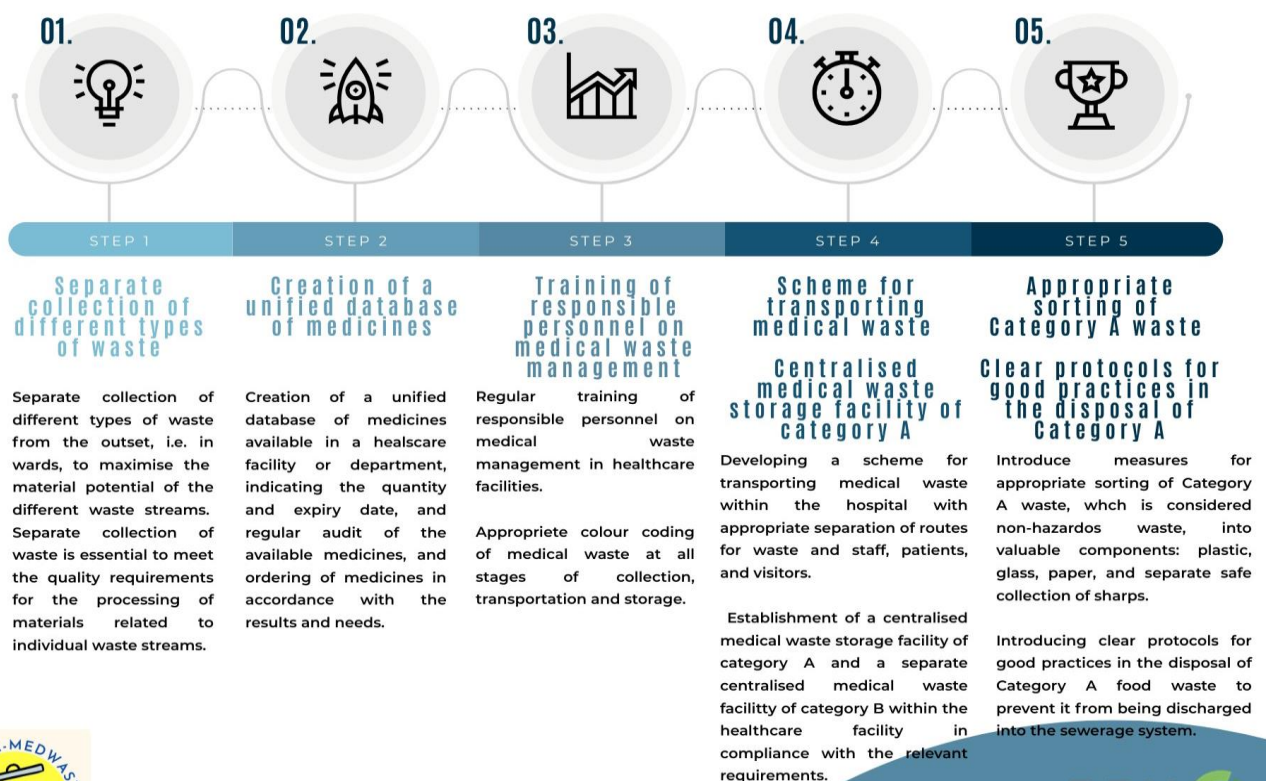 01.
02.
03.
04.
05.
STEP 1
STEP 2
STEP 3
STEP 4
STEP 5
Separate
collection of
different types
of waste
Separate collection of
different types of waste
from the outset, i.e. in
wards, to maximise the
material potential of the
different waste streams.
Separate collection of
waste is essential to meet
the quality requirements
for the processing of
materials related to
individual waste streams.
Creation of a
unified database
of medicines
Creation of a unified
database of medicines
available in a healscare
facility or department,
indicating the quantity
and expiry date, and
regular audit of the
available medicines, and
ordering of medicines in
accordance with the
results and needs.
Training of
responsible
personnel on
medical waste
management
Regular training of
responsible personnel on
medical waste
management in healthcare
facilities.
Appropriete colour coding
of medical waste at all
stages of collection,
transportation and storage.
Scheme for
transporting
medical waste
Centralised
medical waste
storage facility of
category A
Developing a scheme for
transporting medical waste
within the hospital with
appropriate separation of routes
for waste and staff, patients,
and visitors.
Establishment of a centralised
medical waste storage facility of
category A and a separate
centralised medical waste
facilitty of category B within the
healthcare facility in
compliance with the relevant
requirements.
Appropriate
sorting of
Category A waste
Clear protocols for
good practices in
the disposal of
Category A
Introduce measures for
appropriate sorting of Category
A waste, whch is considered
non-hazardos waste, into
valuable components: plastic,
glass, paper, and separate safe
collection of sharps.
Introducing clear protocols for
good practices in the disposal of
Category A food waste to
prevent it from being discharged
into the sewerage system.